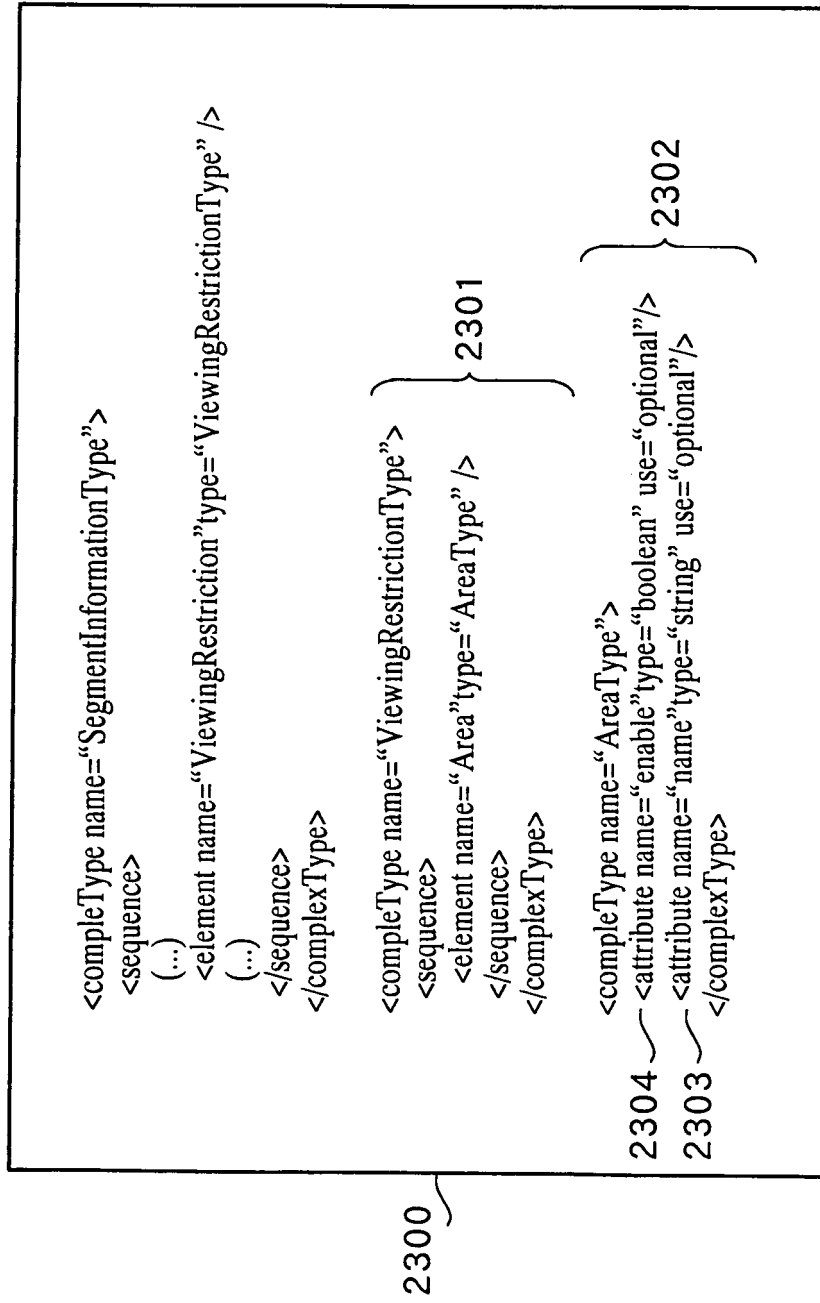 <compleType name=“SegmentInformationType”>
<sequence>
(...)
<element name=“ViewingRestriction”type=“ViewingRestrictionType” />
(...)
</sequence>
</complexType>
<compleType name=“ViewingRestrictionType”>
<sequence>
<element name=“Area”type=“AreaType” />
</sequence>
</complexType>
2301
<compleType name=“AreaType”>
2304 <attribute name=“enable”type=“boolean” use=“optional”/>
2303 <attribute name=“name”type=“string” use=“optional”/>
</complexType>
2302
2300